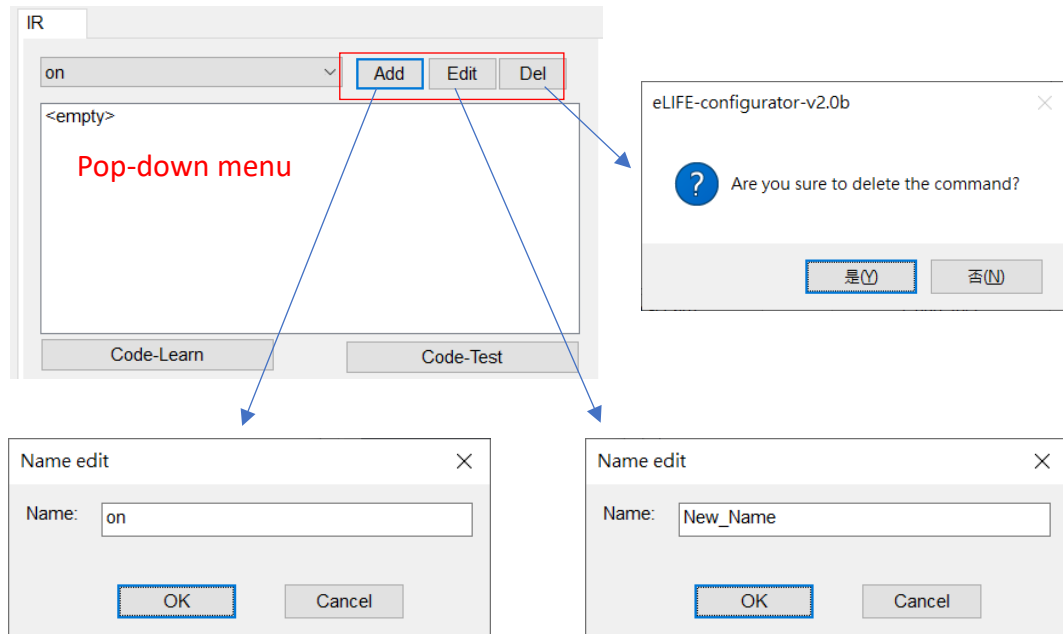 IR
on
Add
Edit
Del
<empty>
Pop-down menu
Code-Learn
Code-Test
eLIFE-configurator-v2.0b
?
Are you sure to delete the command?
是(Y)
否(N)
Name edit
Name:
on
OK
Cancel
Name edit
Name:
New_Name
OK
Cancel